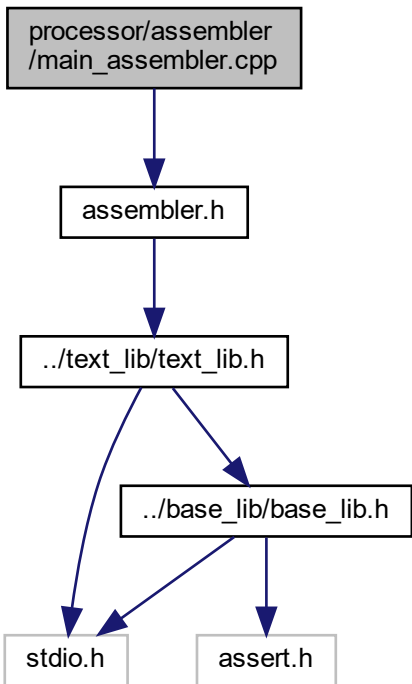 processor/assembler
/main_assembler.cpp
assembler.h
../text_lib/text_lib.h
../base_lib/base_lib.h
stdio.h
assert.h